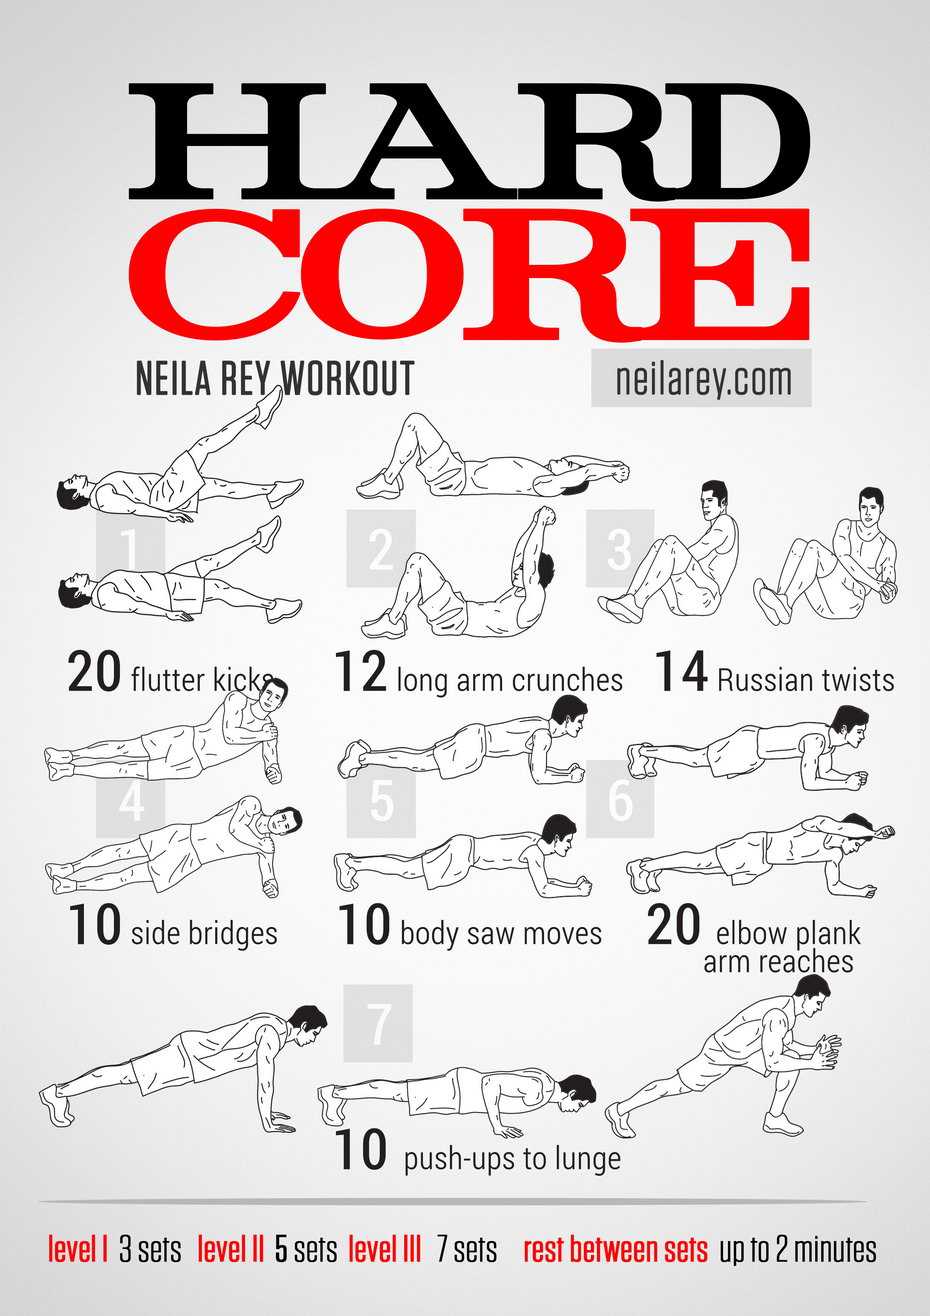 HARD
CORE
NEILA REY WORKOUT
neilarey.com
1
2
3
20 flutter kicks
12 long arm crunches
14 Russian twists
4
5
6
10 side bridges
10 body saw moves
20 elbow plank
arm reaches
7
10 push-ups to lunge
level I 3 sets level II 5 sets level III 7 sets rest between sets up to 2 minutes